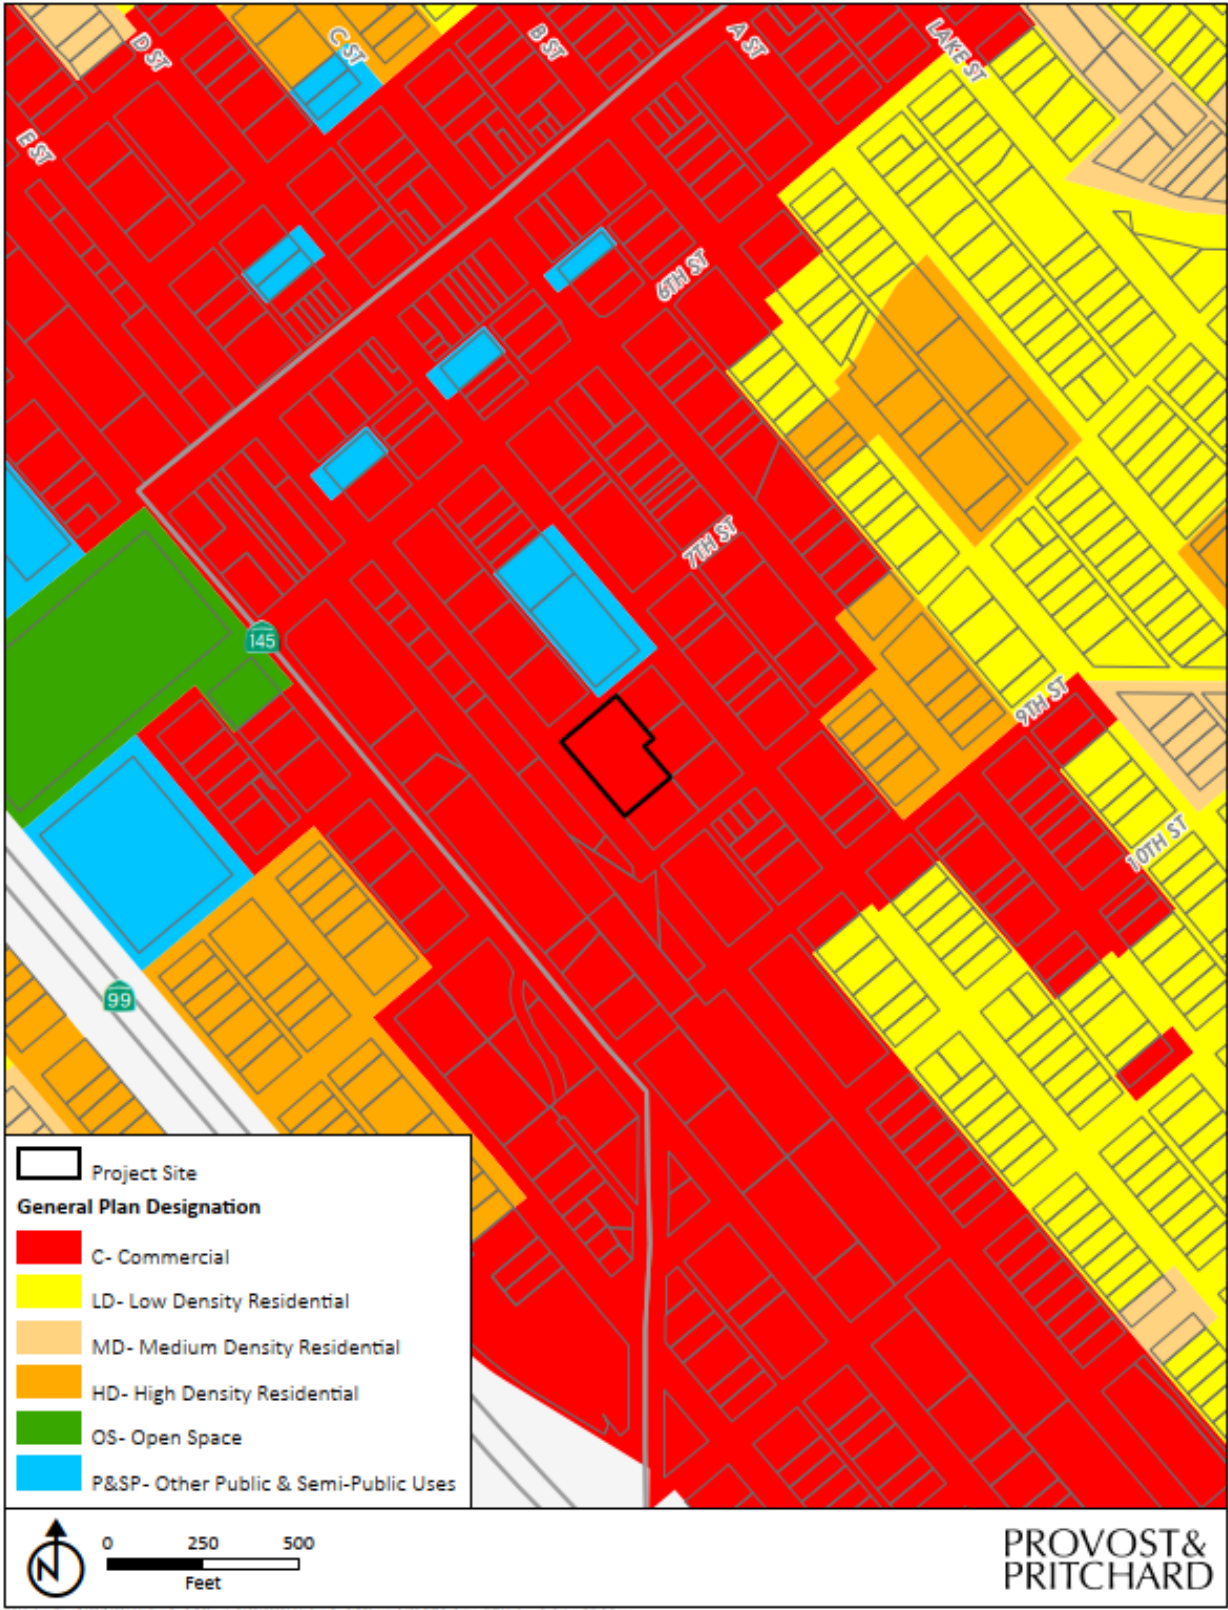 D ST
C ST
B ST
A ST
LAKE ST
E ST
6TH ST
7TH ST
145
9TH ST
10TH ST
99
Project Site
General Plan Designation
C- Commercial
LD- Low Density Residential
MD- Medium Density Residential
HD- High Density Residential
OS- Open Space
P&SP- Other Public & Semi-Public Uses
N
0 250 500
Feet
PROVOST&
PRITCHARD